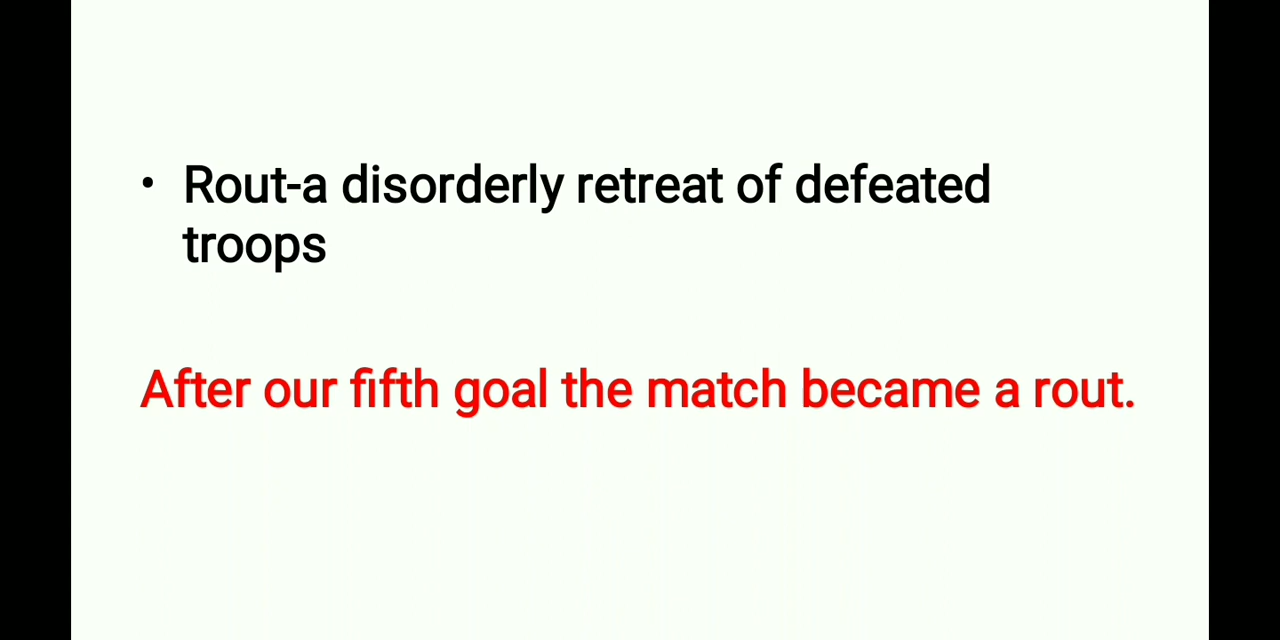 • Rout-a disorderly retreat of defeated
troops
After our fifth goal the match became a rout.